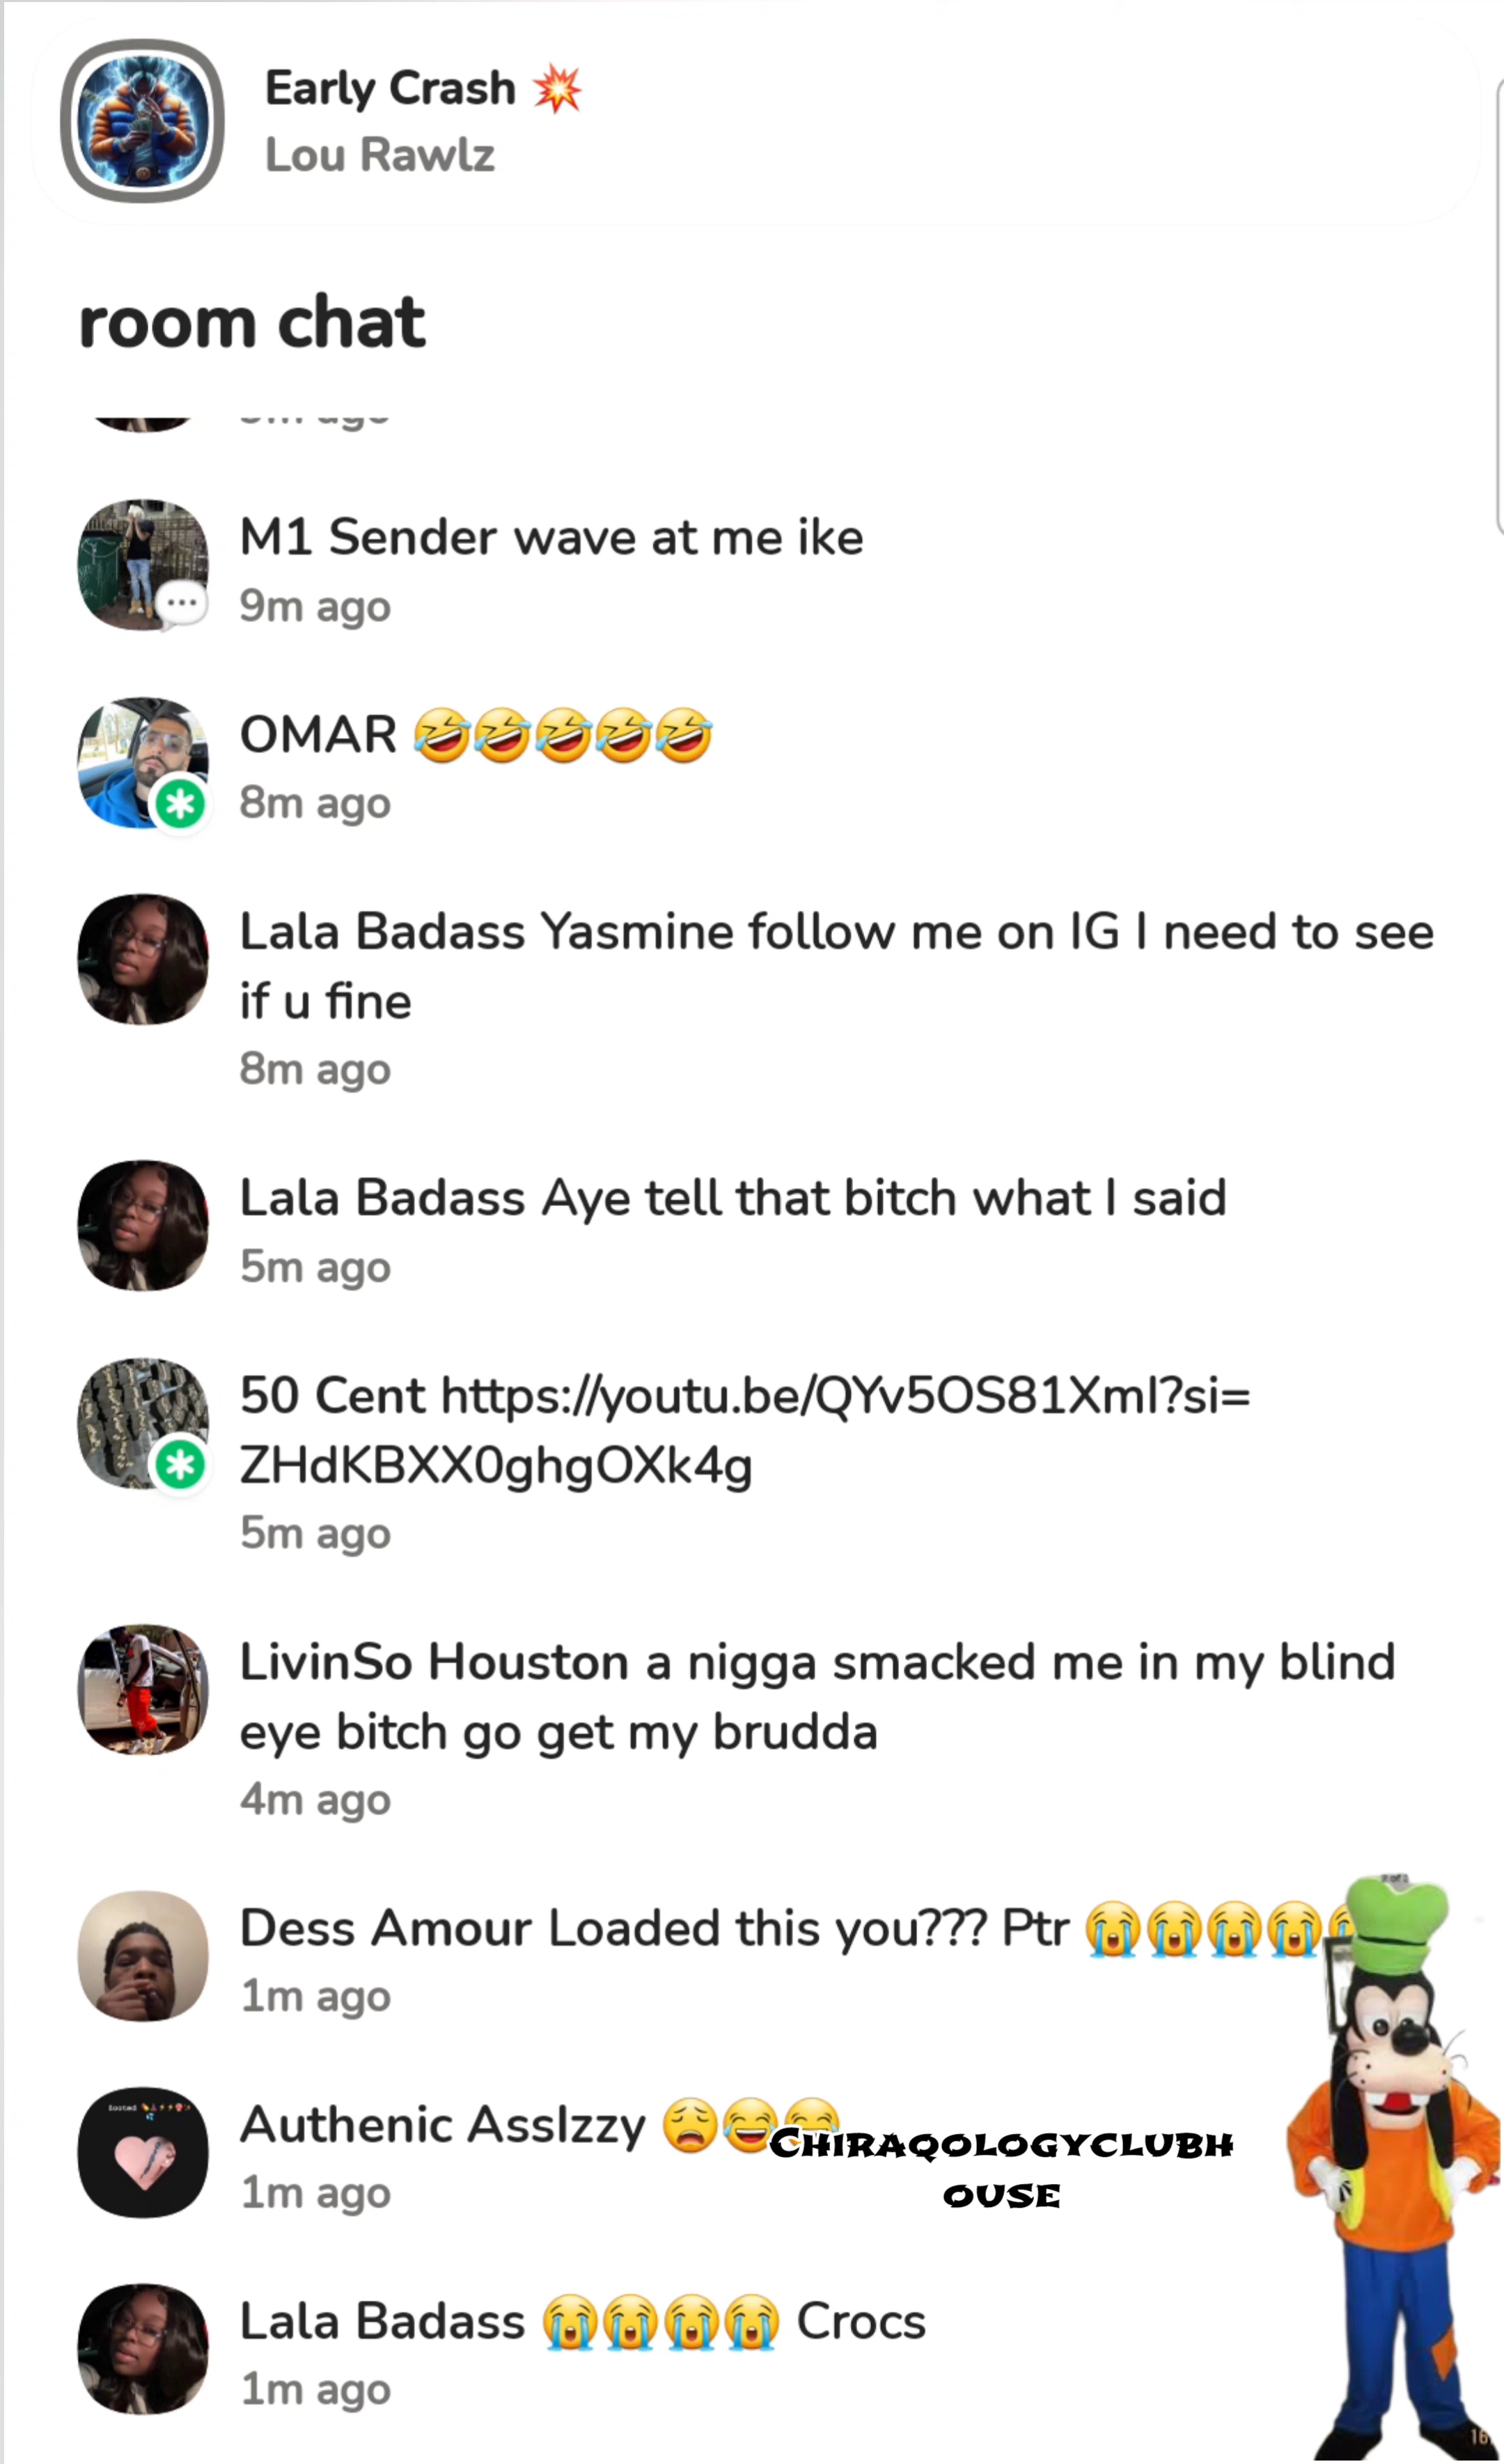 Early Crash 💥
Lou Rawlz
room chat
M1 Sender wave at me ike
9m ago
OMAR 🤣🤣🤣🤣🤣
8m ago
Lala Badass Yasmine follow me on IG I need to see
if u fine
8m ago
Lala Badass Aye tell that bitch what I said
5m ago
50 Cent https://youtu.be/QYv5OS81XmI?si=
ZHdKBXX0ghgOXk4g
5m ago
LivinSo Houston a nigga smacked me in my blind
eye bitch go get my brudda
4m ago
Dess Amour Loaded this you??? Ptr 😭😭😭😭
1m ago
Authenic AssIzzy 😩😂😂
1m ago
CHIRAQOLOGYCLUBH
OUSE
Lala Badass 😭😭😭😭 Crocs
1m ago